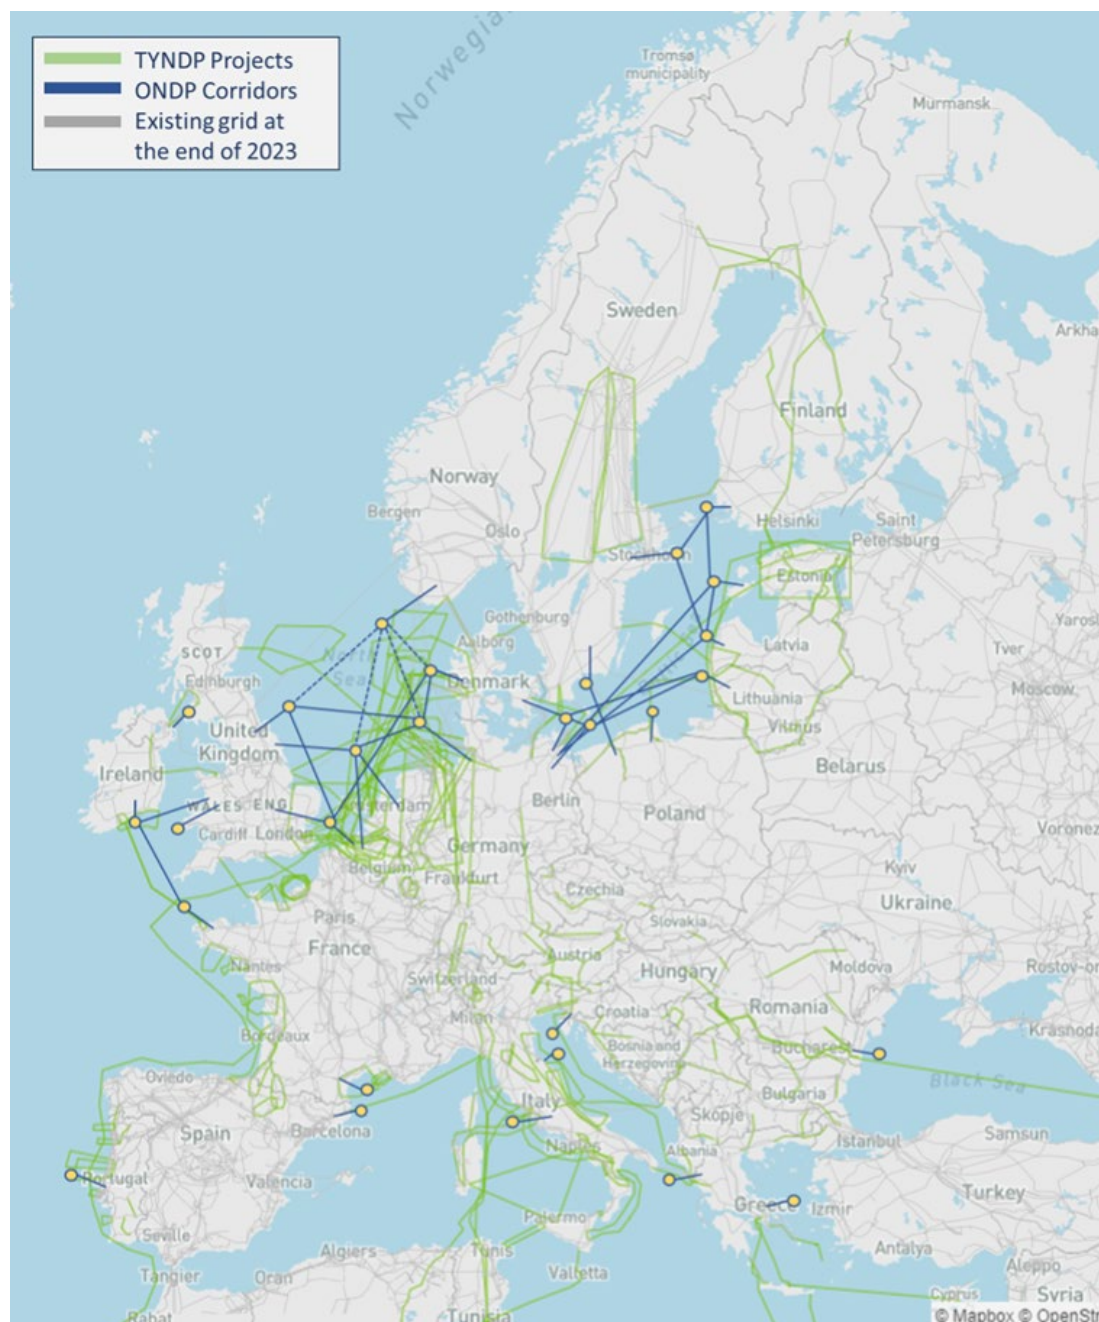 TYNDP Projects
ONDP Corridors
Existing grid at
the end of 2023
Norwegia
Tromsø
municipality
Murmansk
Arkha
Sweden
Finland
Norway
Bergen
Oslo
Helsinki
Saint
Petersburg
Stockholm
Estonia
Gothenburg
Aalborg
SCOT
North
Sea
Edinburgh
Denmark
Latvia
Lithuania
Vilnius
Tver
Yarosl
Moscow
United
Kingdom
Ireland
WALES
ENG
Cardiff
London
Amsterdam
Berlin
Poland
Belarus
Voronez
Germany
Belgium
Frankfurt
Czechia
Kyiv
Ukraine
Paris
France
Slovakia
Nantes
Austria
Switzerland
Hungary
Moldova
Rostov-on
Milan
Croatia
Romania
Krasnoda
Bordeaux
Bosnia and
Herzegovina
Bucharest
Black Sea
Oviedo
Bulgaria
Italy
Skopje
Spain
Barcelona
Naples
Albania
Istanbul
Samsun
Portugal
Valencia
Greece
Izmir
Turkey
Seville
Palermo
Antalya
Algiers
Tunis
Aleppo
Tangier
Oran
Valletta
Cyprus
Syria
Rabat
Tunisia
© Mapbox © OpenStr